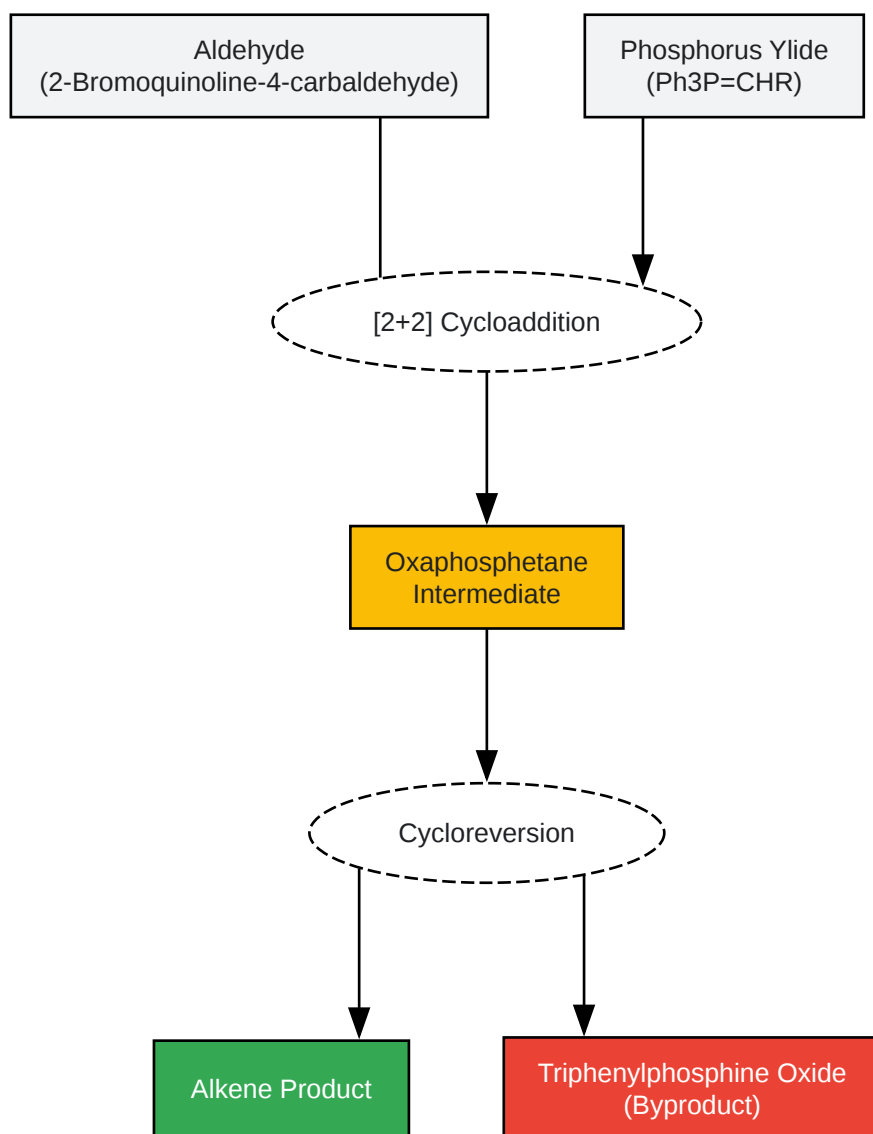 Aldehyde
(2-Bromoquinoline-4-carbaldehyde)
Phosphorus Ylide
(Ph3P=CHR)
[2+2] Cycloaddition
Oxaphosphetane
Intermediate
Cycloreversion
Alkene Product
Triphenylphosphine Oxide
(Byproduct)